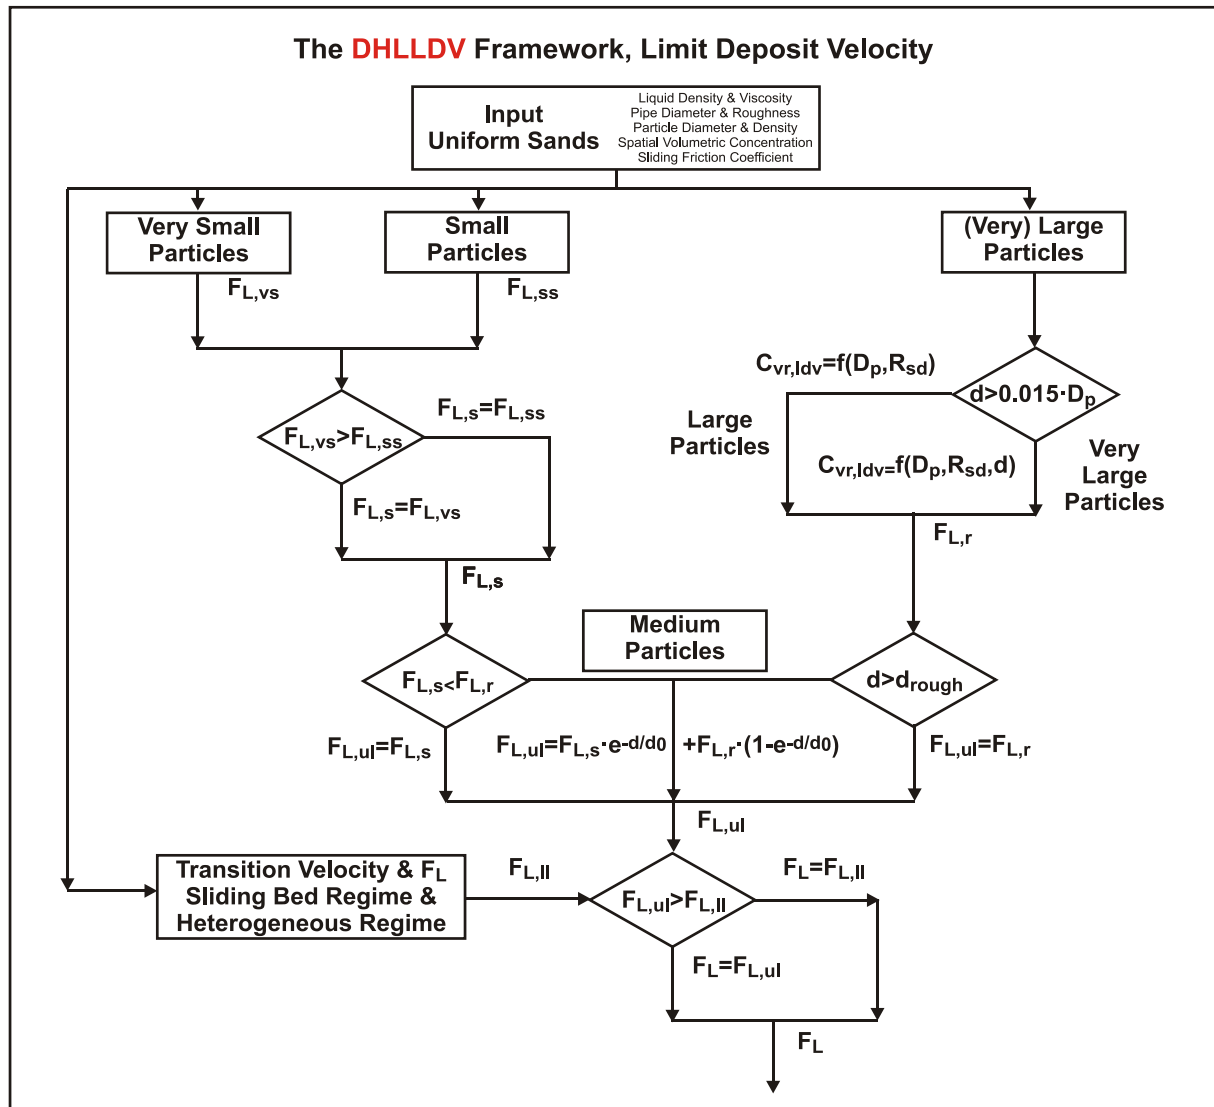 The DHLLDV Framework, Limit Deposit Velocity
Input
Uniform Sands
Liquid Density & Viscosity
Pipe Diameter & Roughness
Particle Diameter & Density
Spatial Volumetric Concentration
Sliding Friction Coefficient
Very Small
Particles
Small
Particles
(Very) Large
Particles
FL,vs
FL,ss
Cvr,ldv=f(Dp,Rsd)
d>0.015·Dp
FL,s=FL,ss
Large
Particles
FL,vs>FL,ss
Very
Large
Particles
Cvr,ldv=f(Dp,Rsd,d)
FL,s=FL,vs
FL,r
FL,s
Medium
Particles
FL,s<FL,r
d>drough
FL,ul=FL,s
FL,ul=FL,s·e-d/d0 +FL,r·(1-e-d/d0)
FL,ul=FL,r
FL,ul
Transition Velocity & FL
Sliding Bed Regime &
Heterogeneous Regime
FL,ll
FL,ul>FL,ll
FL=FL,ll
FL=FL,ul
FL